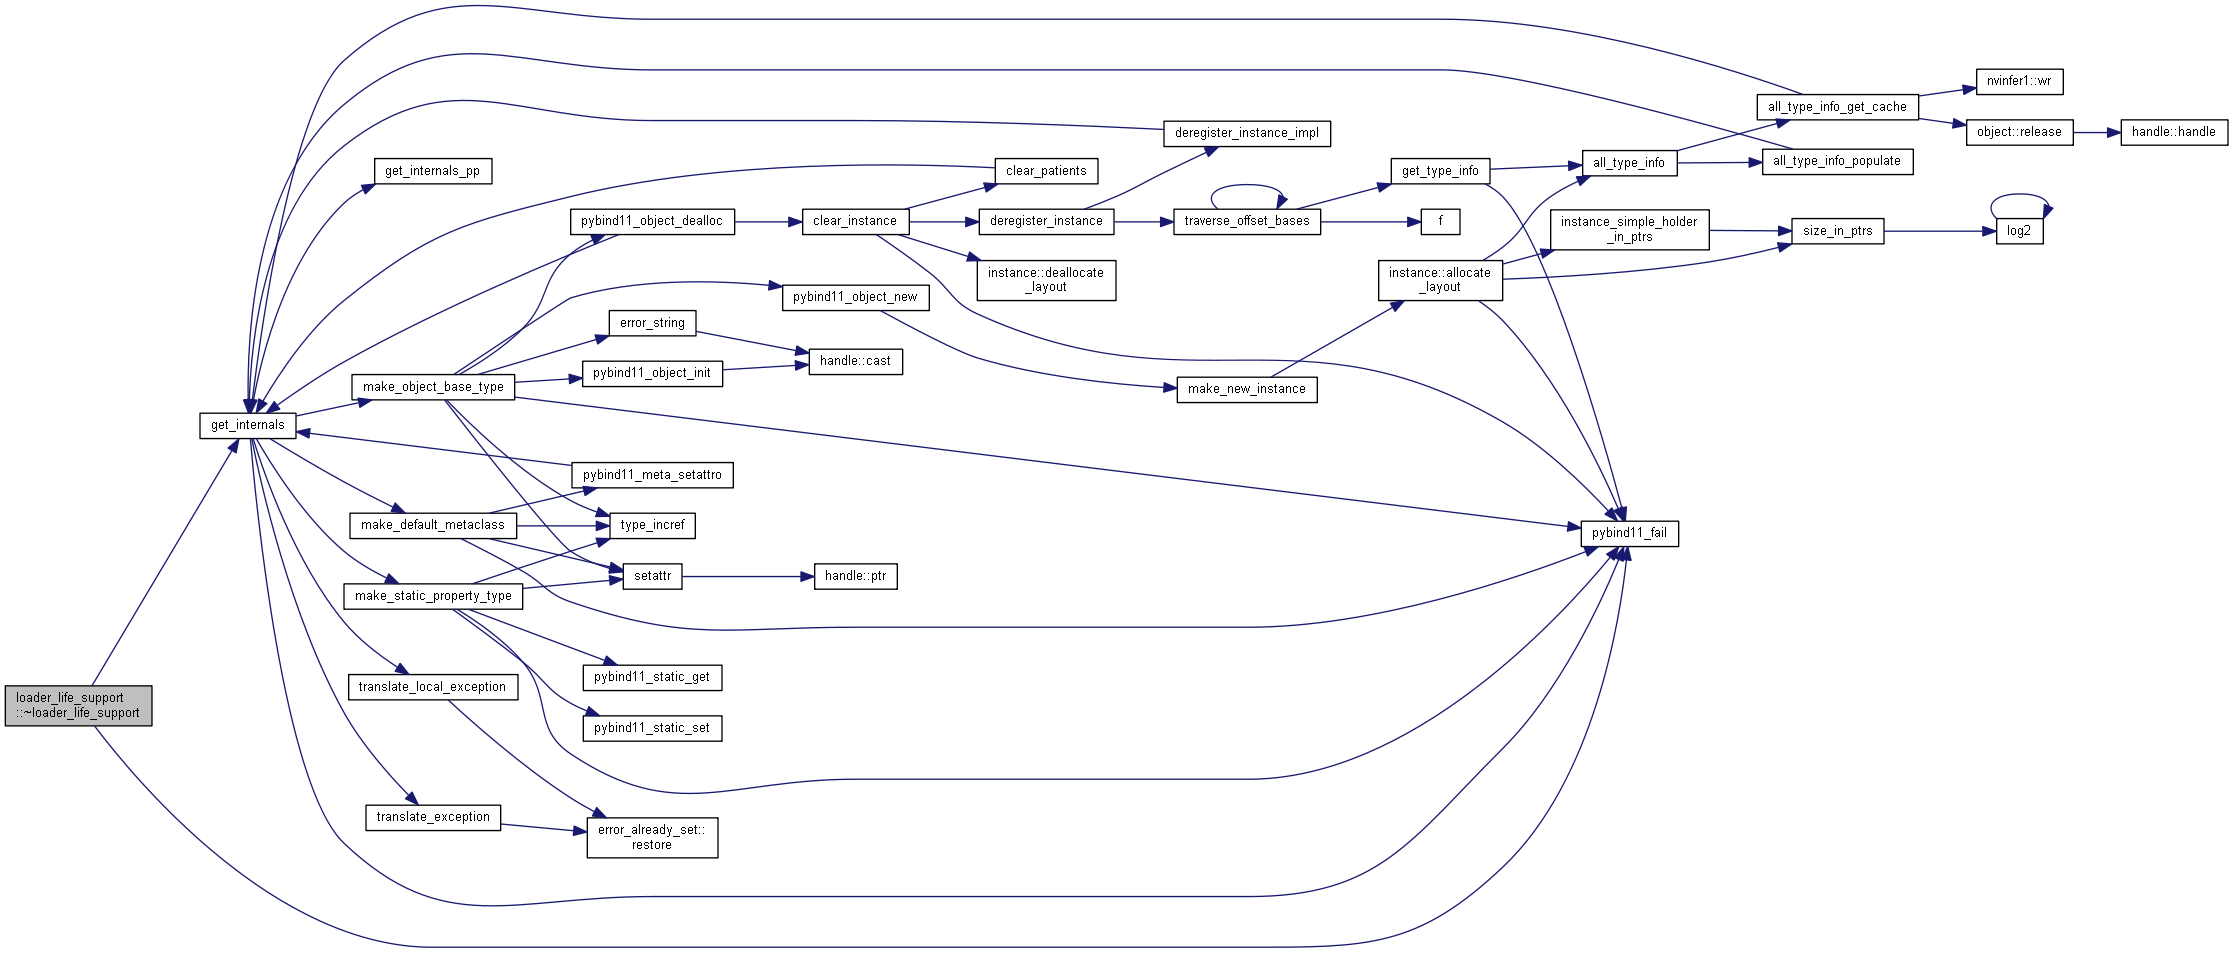 nvinfer1::wr
all_type_info_get_cache
object::release
handle::handle
deregister_instance_impl
all_type_info
all_type_info_populate
get_internals_pp
clear_patients
get_type_info
pybind11_object_dealloc
clear_instance
deregister_instance
traverse_offset_bases
f
instance_simple_holder
_in_ptrs
size_in_ptrs
log2
instance::deallocate
_layout
instance::allocate
_layout
pybind11_object_new
error_string
handle::cast
pybind11_object_init
make_object_base_type
make_new_instance
get_internals
pybind11_meta_setattro
make_default_metaclass
type_incref
pybind11_fail
setattr
handle::ptr
make_static_property_type
pybind11_static_get
translate_local_exception
loader_life_support
::~loader_life_support
pybind11_static_set
translate_exception
error_already_set::
restore